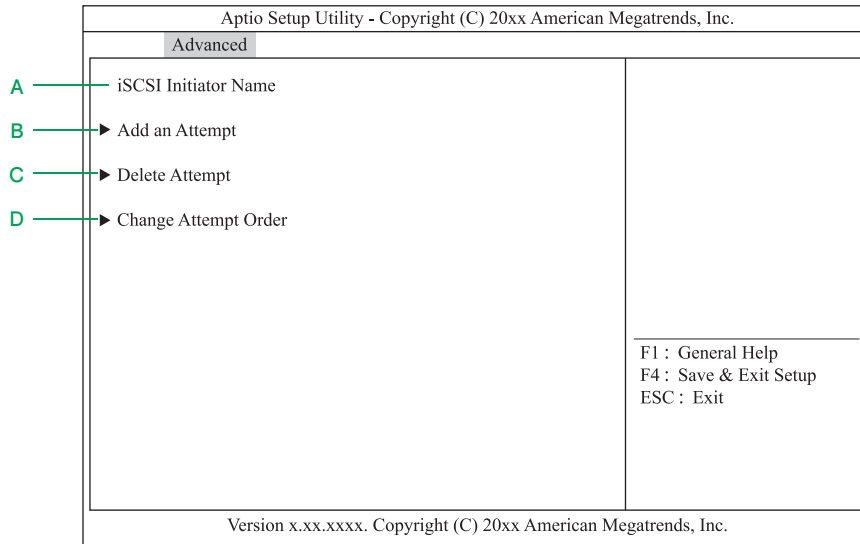 Aptio Setup Utility - Copyright (C) 20xx American Megatrends, Inc.
Advanced
A iSCSI Initiator Name
B Add an Attempt
C Delete Attempt
D Change Attempt Order
F1 : General Help
F4 : Save & Exit Setup
ESC : Exit
Version x.xx.xxxx. Copyright (C) 20xx American Megatrends, Inc.